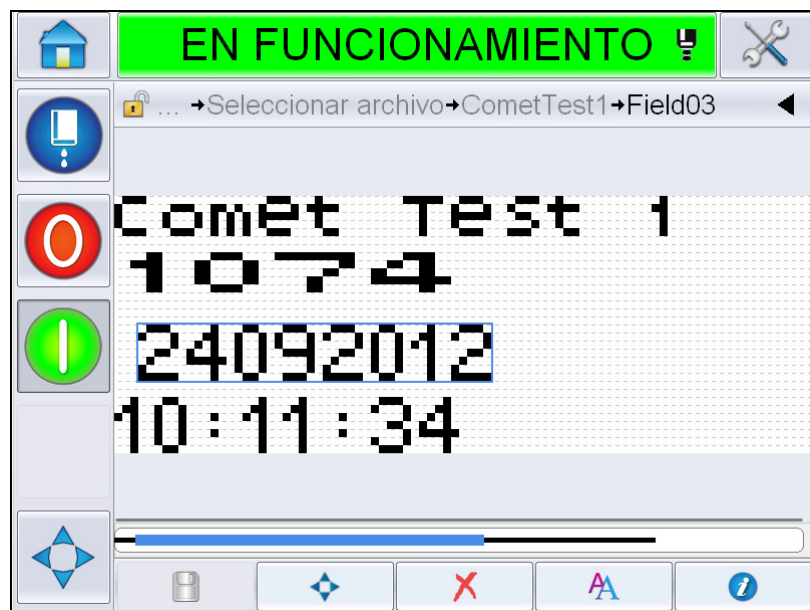 EN FUNCIONAMIENTO
... →Seleccionar archivo→CometTest1→Field03
Comet Test 1
1074
24092012
10:11:34